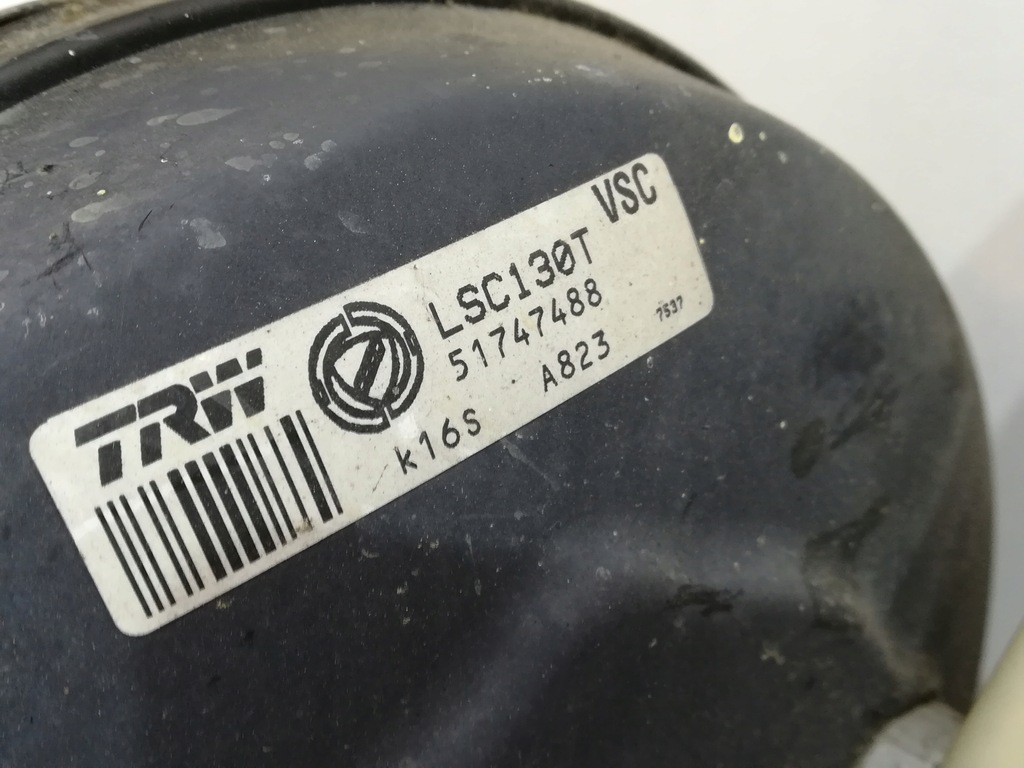 VSC
LSC130T
51747488
7537
A823
k16S
TRW